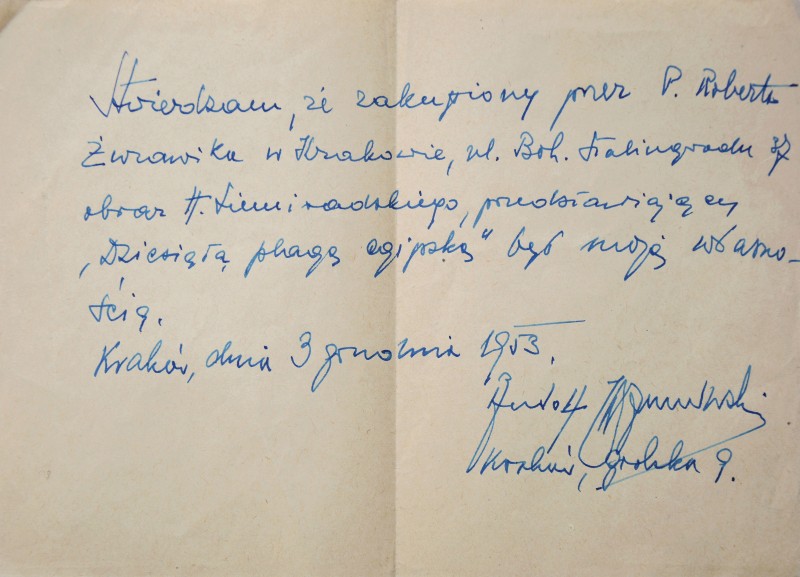 Stwierdzam, że zakupiony przez P. Roberta
Żurawika w Krakowie, ul. Boh. Stalingradu 37
obraz H. Siemiradzkiego, przedstawiający
„Dziesiątą plagę egipską" był moją własno-
ścią.
Kraków, dnia 3 grudnia 1953.
Rudolf
Kraków, Grodzka 9.